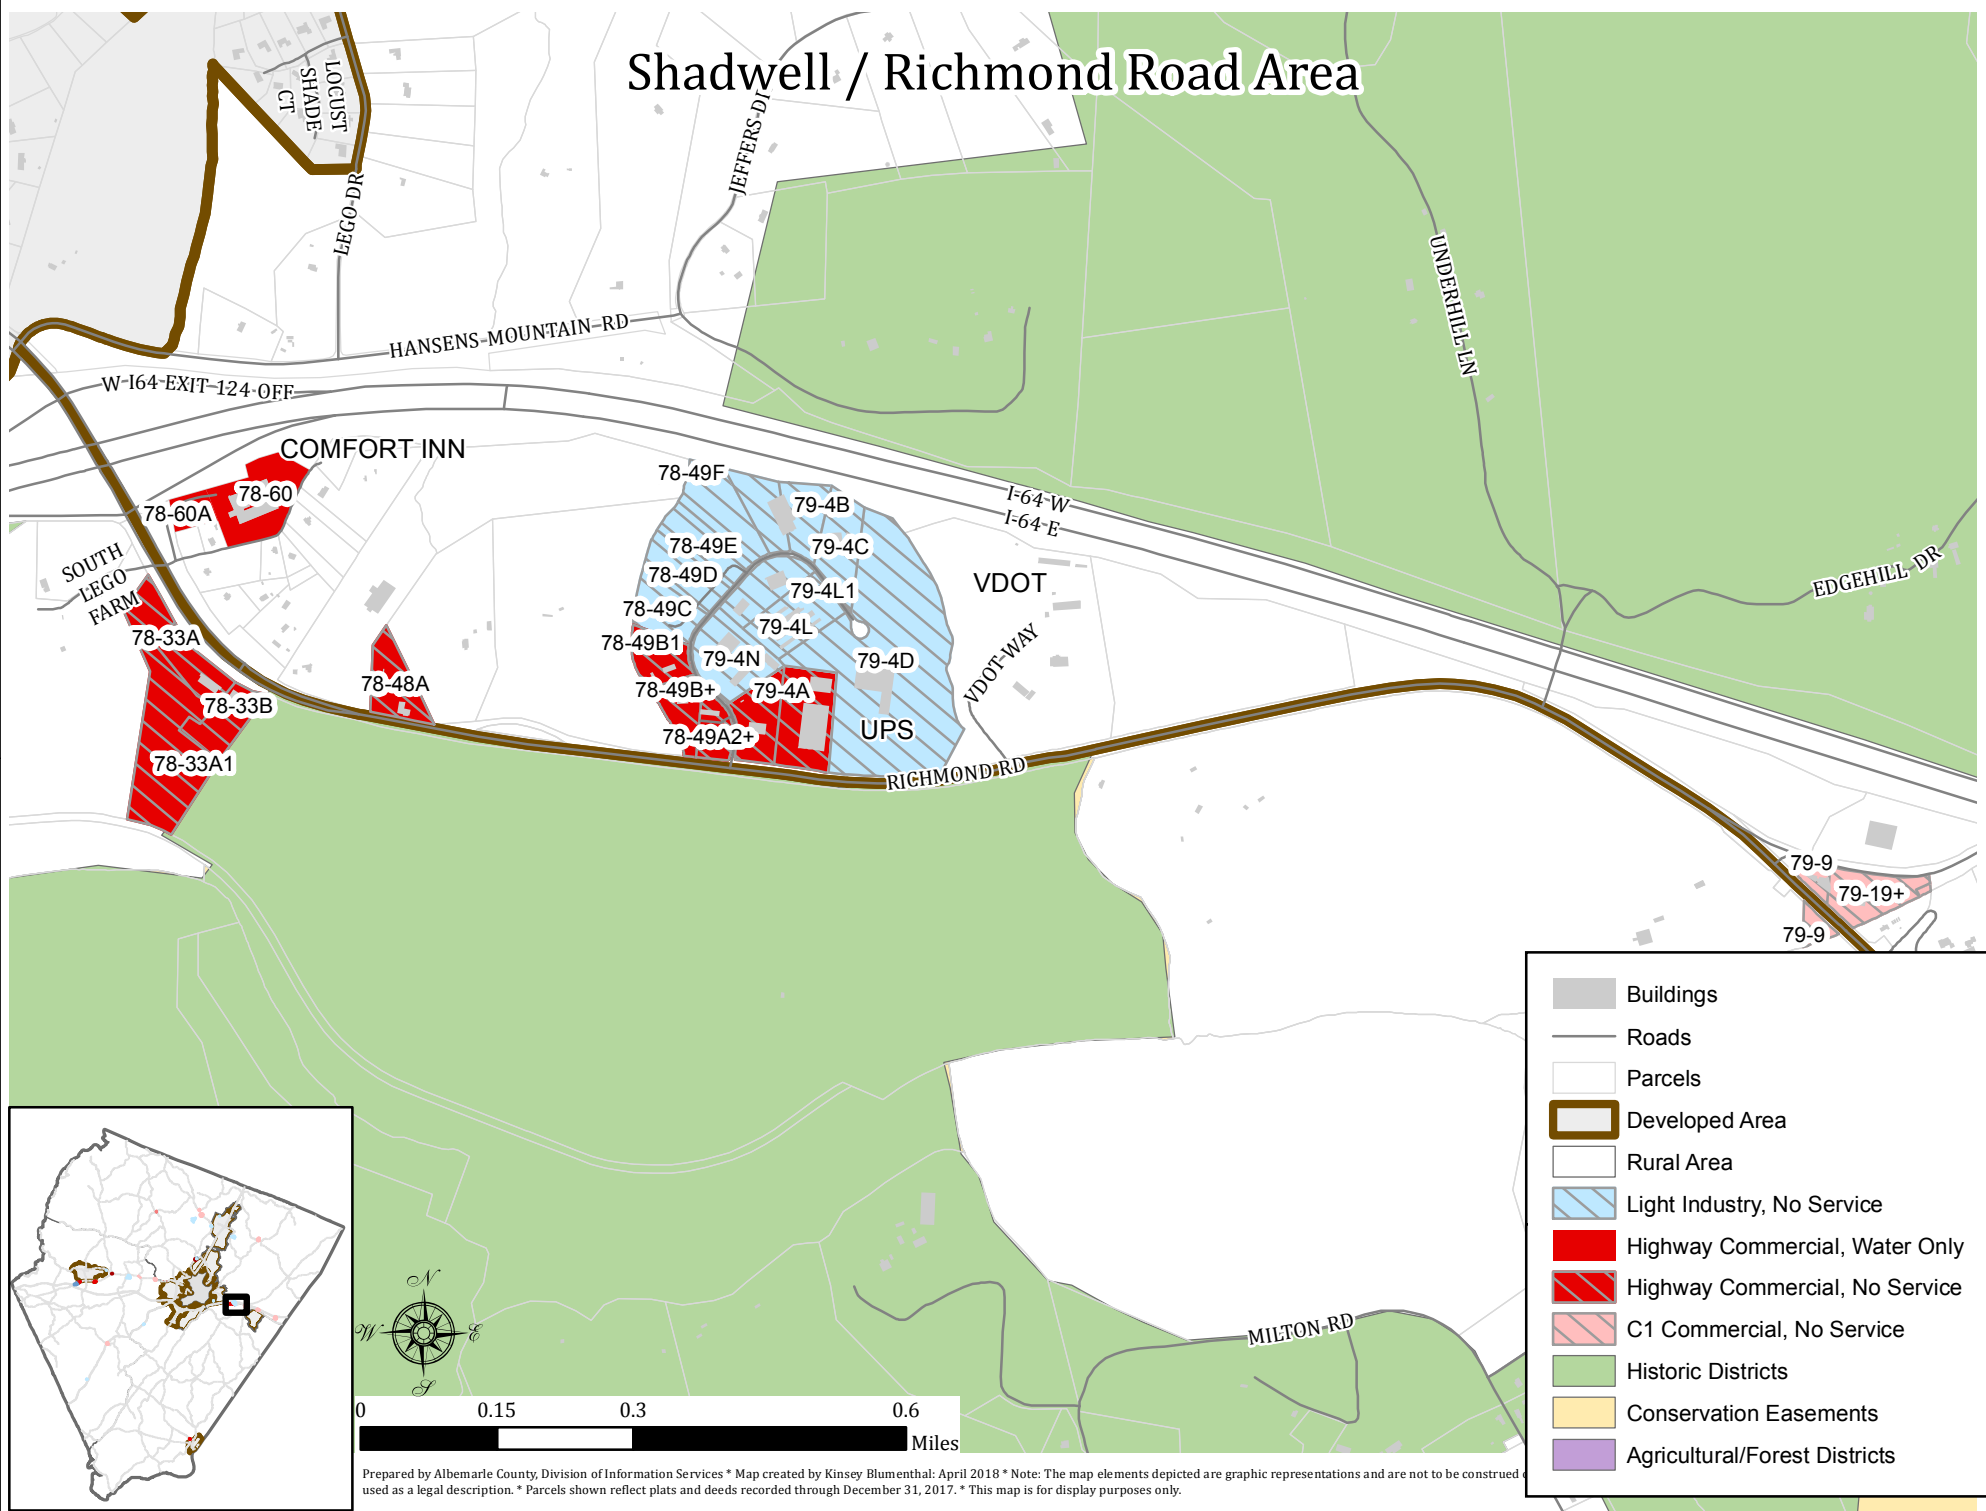 Shadwell / Richmond Road Area
LOCUST
SHADE
CT
LEGO DR
JEFFERS DI
UNDERHILL LN
HANSENS MOUNTAIN RD
W I64 EXIT 124 OFF
COMFORT INN
78-60
78-60A
SOUTH
LEGO
FARM
78-33A
78-33B
78-33A1
78-48A
78-49F
79-4B
78-49E
79-4C
78-49D
79-4L1
78-49C
79-4L
78-49B1
79-4N
79-4D
78-49B+
79-4A
78-49A2+
UPS
I-64 W
I-64 E
VDOT
VDOT WAY
EDGEHILL DR
RICHMOND RD
79-9
79-19+
79-9
MILTON RD
Buildings
Roads
Parcels
Developed Area
Rural Area
Light Industry, No Service
Highway Commercial, Water Only
Highway Commercial, No Service
C1 Commercial, No Service
Historic Districts
Conservation Easements
Agricultural/Forest Districts
N
W E
S
0 0.15 0.3 0.6
Miles
Prepared by Albemarle County, Division of Information Services * Map created by Kinsey Blumenthal: April 2018 * Note: The map elements depicted are graphic representations and are not to be construed
used as a legal description. * Parcels shown reflect plats and deeds recorded through December 31, 2017. * This map is for display purposes only.